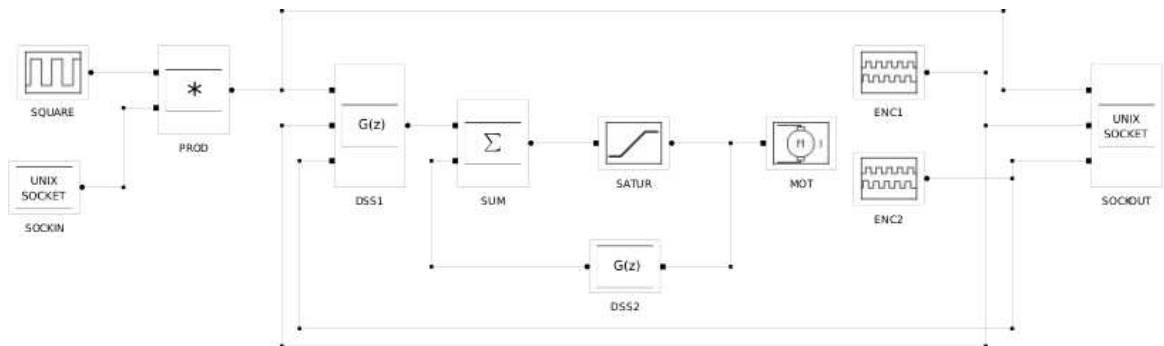 SQUARE
UNIX
SOCKET
SOCKIN
*
PROD
G(z)
DSS1
Σ
SUM
SATUR
G(z)
DSS2
M
MOT
ENC1
ENC2
UNIX
SOCKET
SOCKOUT